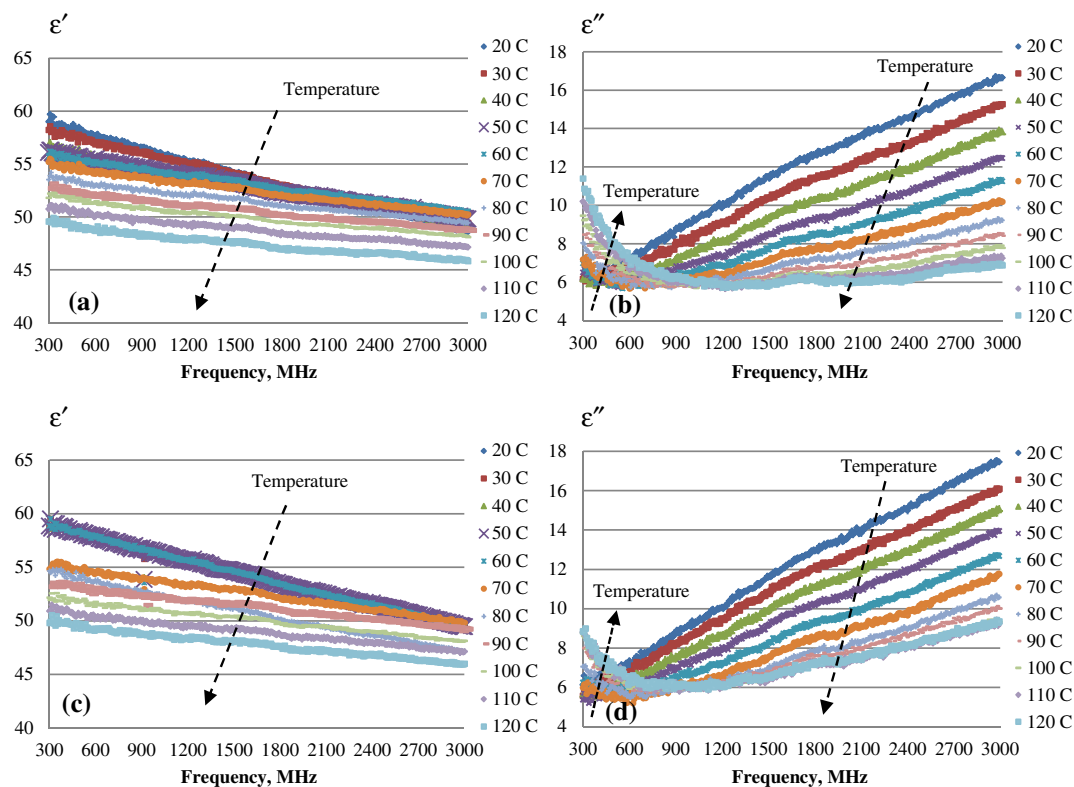 ε′
65
60
55
50
45
40
300 600 900 1200 1500 1800 2100 2400 2700 3000
Frequency, MHz
Temperature
(a)
20 C
30 C
40 C
50 C
60 C
70 C
80 C
90 C
100 C
110 C
120 C
ε″
18
16
14
12
10
8
6
4
300 600 900 1200 1500 1800 2100 2400 2700 3000
Frequency, MHz
Temperature
Temperature
(b)
20 C
30 C
40 C
50 C
60 C
70 C
80 C
90 C
100 C
110 C
120 C
ε′
65
60
55
50
45
40
300 600 900 1200 1500 1800 2100 2400 2700 3000
Frequency, MHz
Temperature
(c)
20 C
30 C
40 C
50 C
60 C
70 C
80 C
90 C
100 C
110 C
120 C
ε″
18
16
14
12
10
8
6
4
300 600 900 1200 1500 1800 2100 2400 2700 3000
Frequency, MHz
Temperature
Temperature
(d)
20 C
30 C
40 C
50 C
60 C
70 C
80 C
90 C
100 C
110 C
120 C